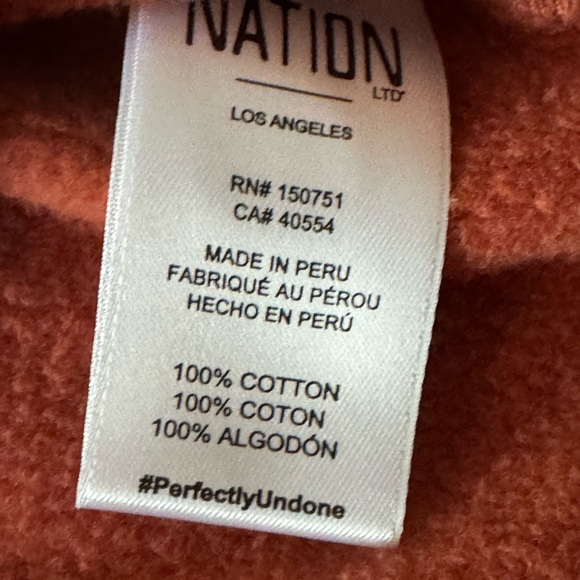 NATION
LTD
LOS ANGELES
RN# 150751
CA# 40554
MADE IN PERU
FABRIQUÉ AU PÉROU
HECHO EN PERÚ
100% COTTON
100% COTON
100% ALGODÓN
#PerfectlyUndone